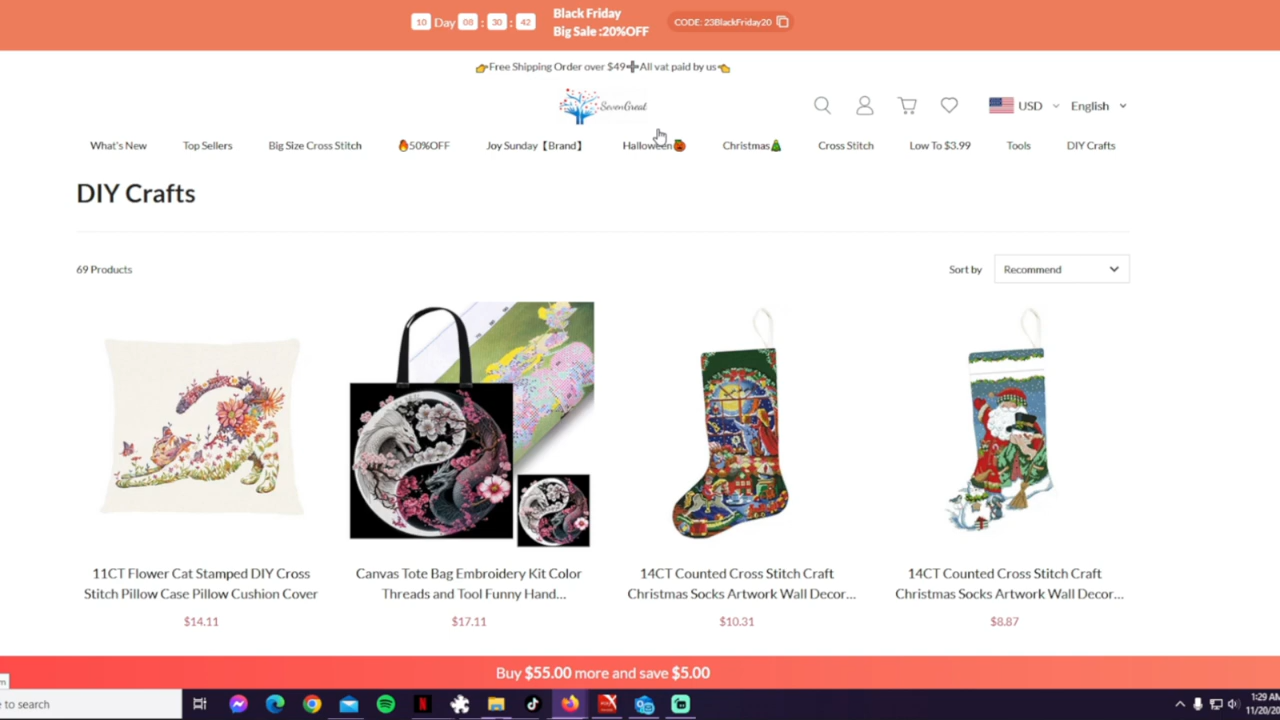 10 Day 08 : 30 : 42
Black Friday
Big Sale :20%OFF
CODE: 23BlackFriday20
👉Free Shipping Order over $49➕All vat paid by us👈
SevenGreat
USD
English
What's New
Top Sellers
Big Size Cross Stitch
🔥50%OFF
Joy Sunday【Brand】
Halloween🎃
Christmas🎄
Cross Stitch
Low To $3.99
Tools
DIY Crafts
DIY Crafts
69 Products
Sort by
Recommend
11CT Flower Cat Stamped DIY Cross
Stitch Pillow Case Pillow Cushion Cover
$14.11
Canvas Tote Bag Embroidery Kit Color
Threads and Tool Funny Hand...
$17.11
14CT Counted Cross Stitch Craft
Christmas Socks Artwork Wall Decor...
$10.31
14CT Counted Cross Stitch Craft
Christmas Socks Artwork Wall Decor...
$8.87
Buy $55.00 more and save $5.00
to search
1:29 AM
11/20/20